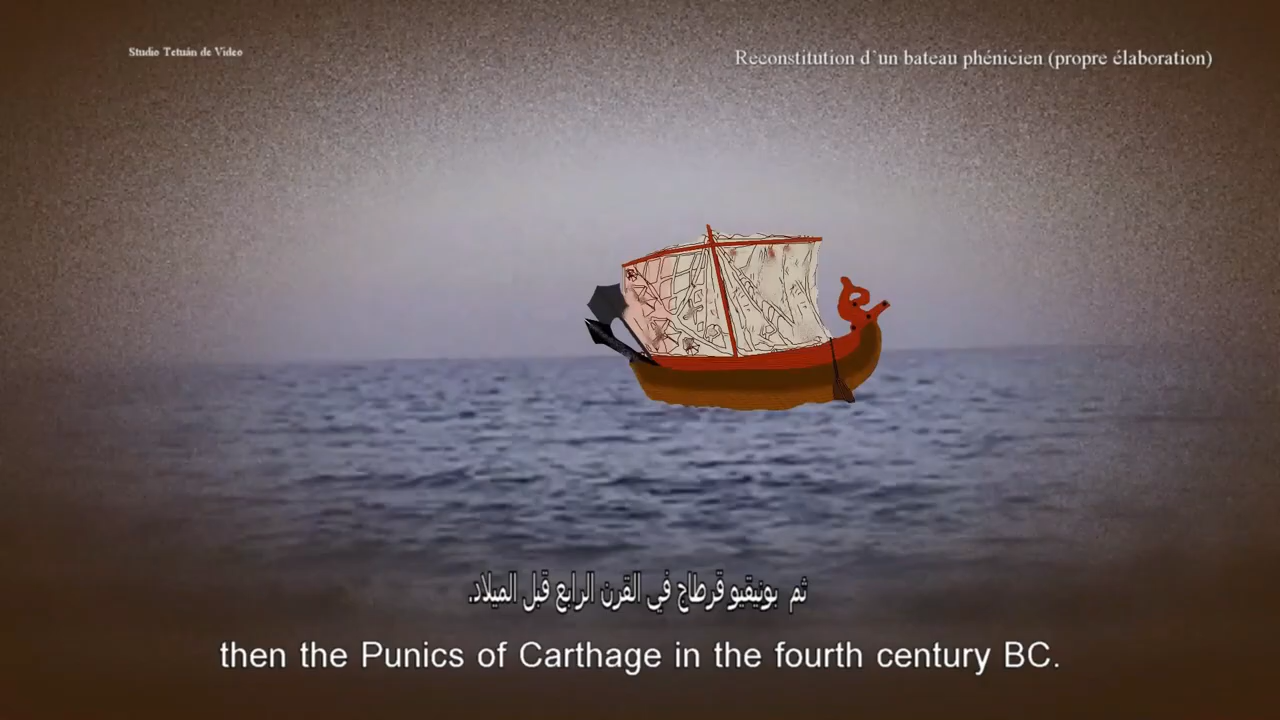 Studio Tetuán de Video
Reconstitution d'un bateau phénicien (propre élaboration)
ثم بونيقيو قرطاج في القرن الرابع قبل الميلاد.
then the Punics of Carthage in the fourth century BC.